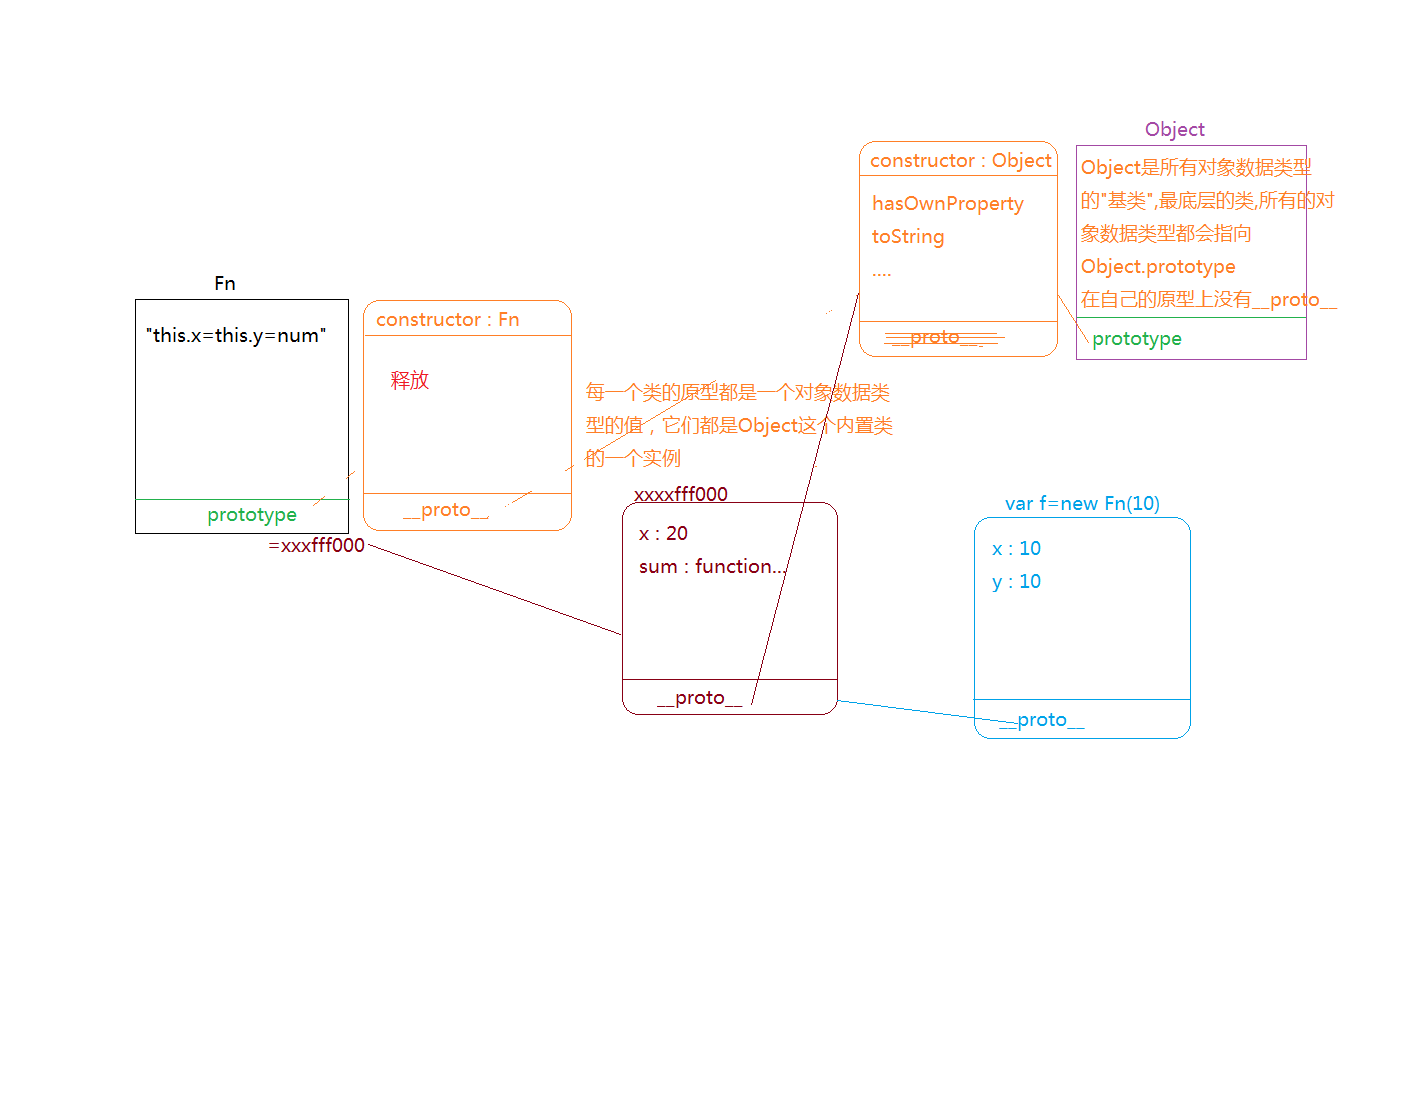 Object
constructor : Object
hasOwnProperty
toString
....
__proto__
Object是所有对象数据类型
的"基类",最底层的类,所有的对
象数据类型都会指向
Object.prototype
在自己的原型上没有__proto__
prototype
Fn
"this.x=this.y=num"
prototype
=xxxfff000
constructor : Fn
释放
__proto__
每一个类的原型都是一个对象数据类
型的值，它们都是Object这个内置类
的一个实例
xxxxfff000
x : 20
sum : function...
__proto__
var f=new Fn(10)
x : 10
y : 10
__proto__